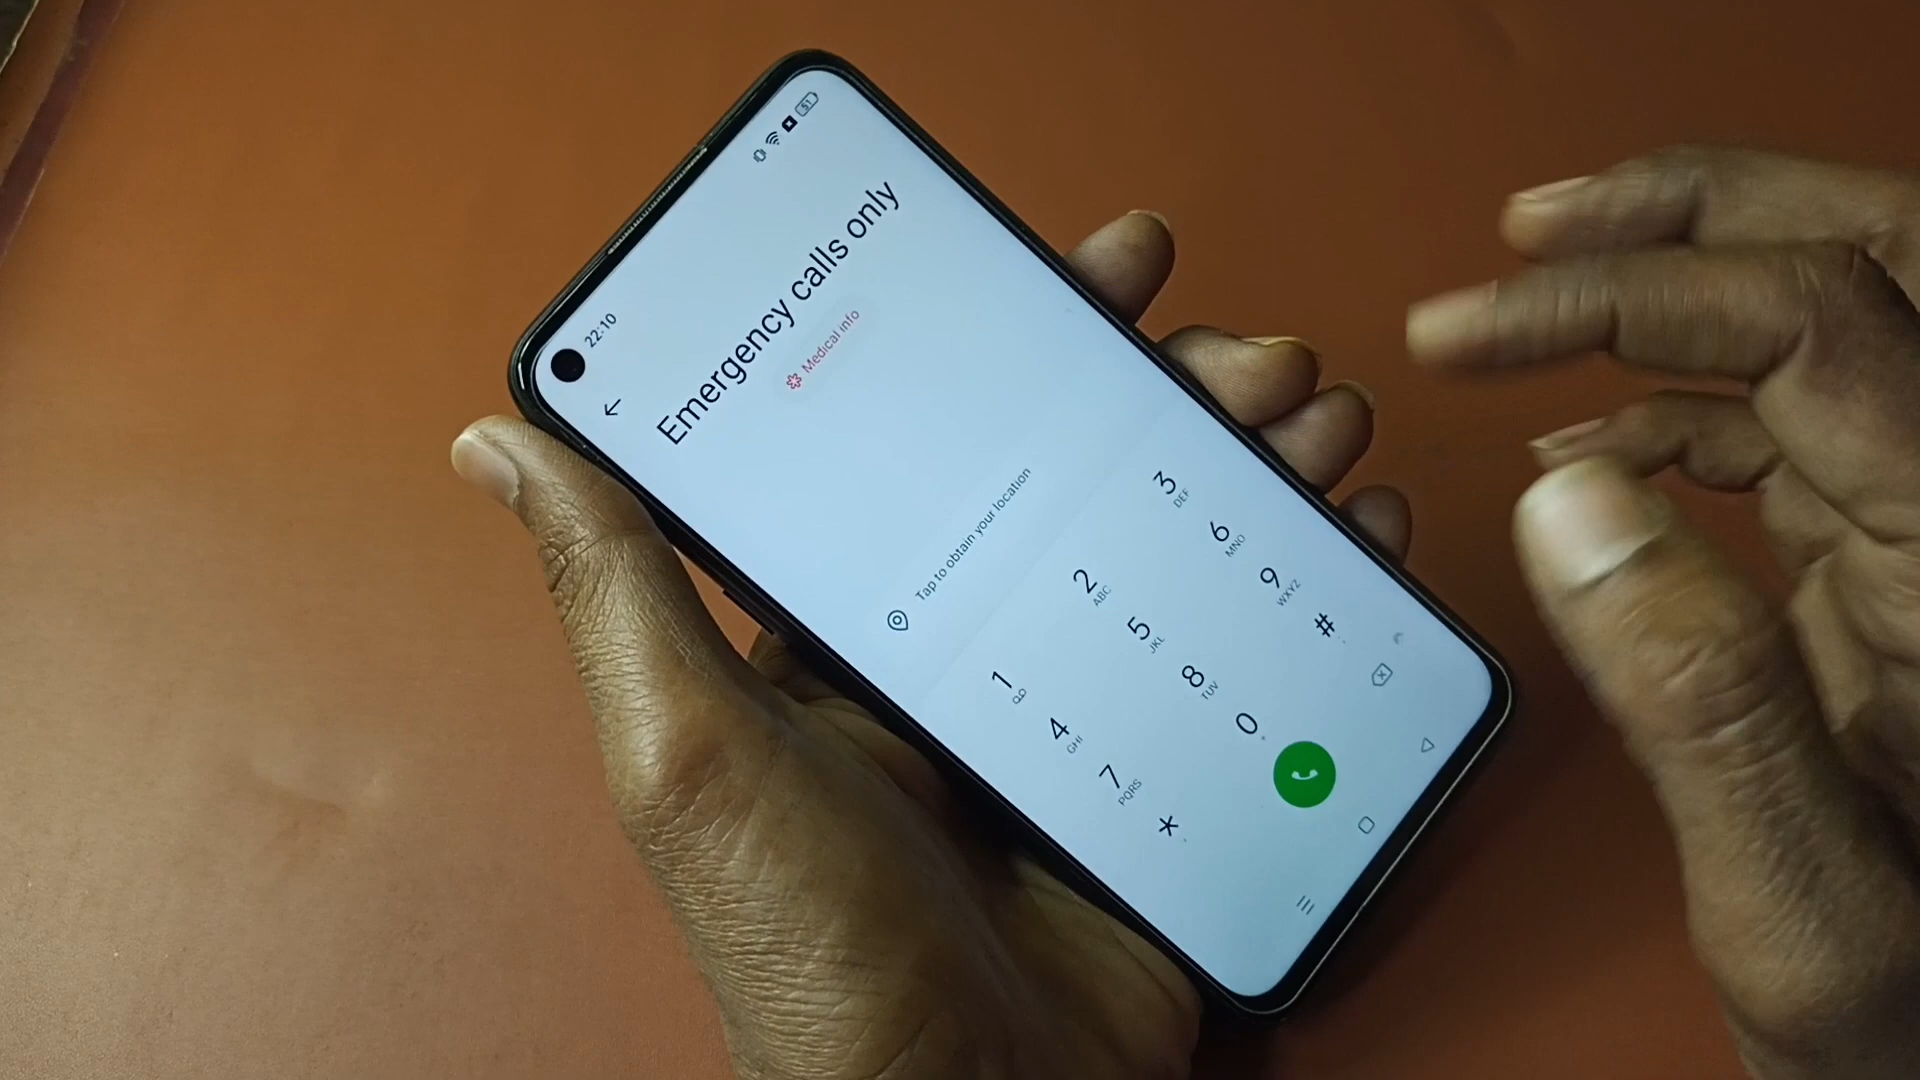 22:10
51
Emergency calls only
Medical info
Tap to obtain your location
1
2 ABC
3 DEF
4 GHI
5 JKL
6 MNO
7 PQRS
8 TUV
9 WXYZ
*
0
#